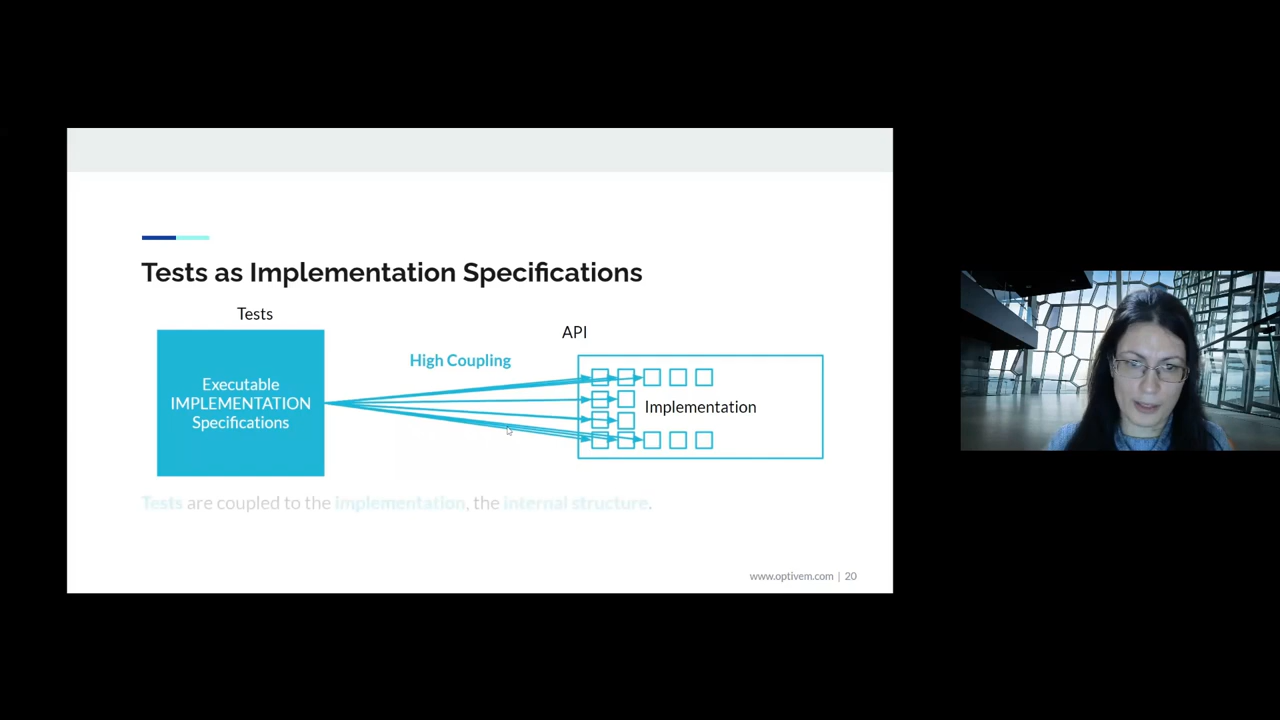 Tests as Implementation Specifications
Tests
API
High Coupling
Executable
IMPLEMENTATION
Specifications
Implementation
Tests are coupled to the implementation, the internal structure.
www.optivem.com | 20